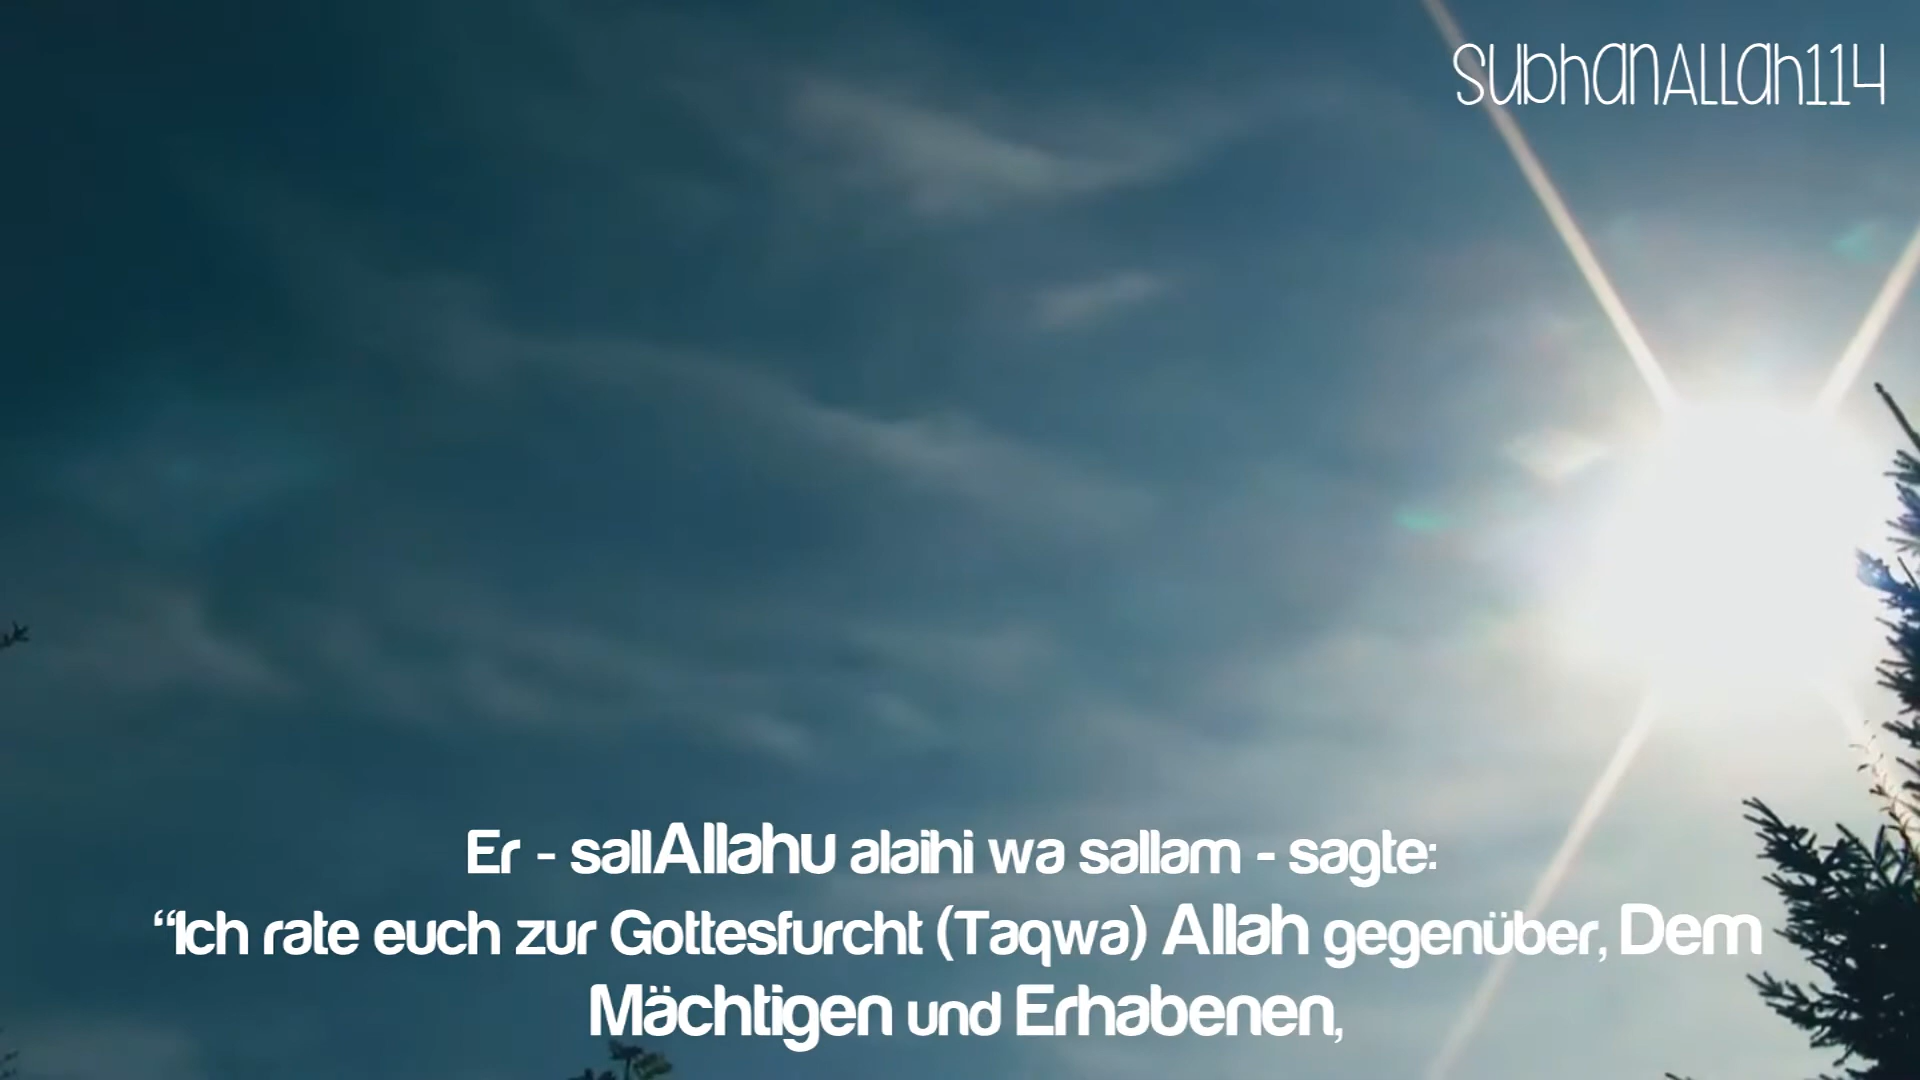 SubhanAllah114
Er - sallAllahu alaihi wa sallam - sagte:
“Ich rate euch zur Gottesfurcht (Taqwa) Allah gegenüber, Dem
Mächtigen und Erhabenen,